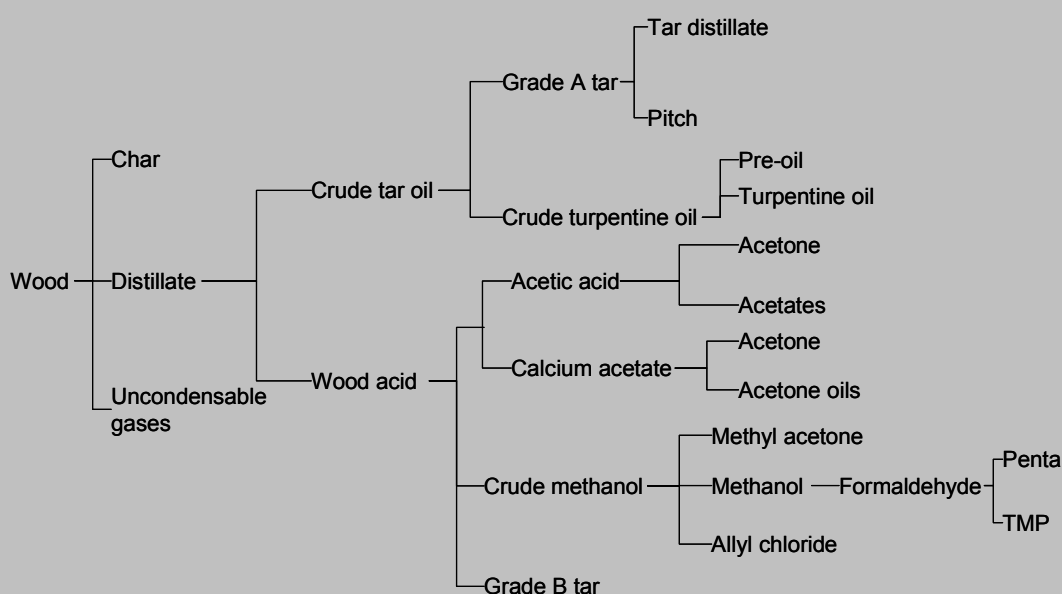 Tar distillate
Grade A tar
Pitch
Char
Pre-oil
Crude tar oil
Turpentine oil
Crude turpentine oil
Acetone
Wood
Distillate
Acetic acid
Acetates
Acetone
Calcium acetate
Wood acid
Acetone oils
Uncondensable
gases
Methyl acetone
Penta
Crude methanol
Methanol
Formaldehyde
TMP
Allyl chloride
Grade B tar